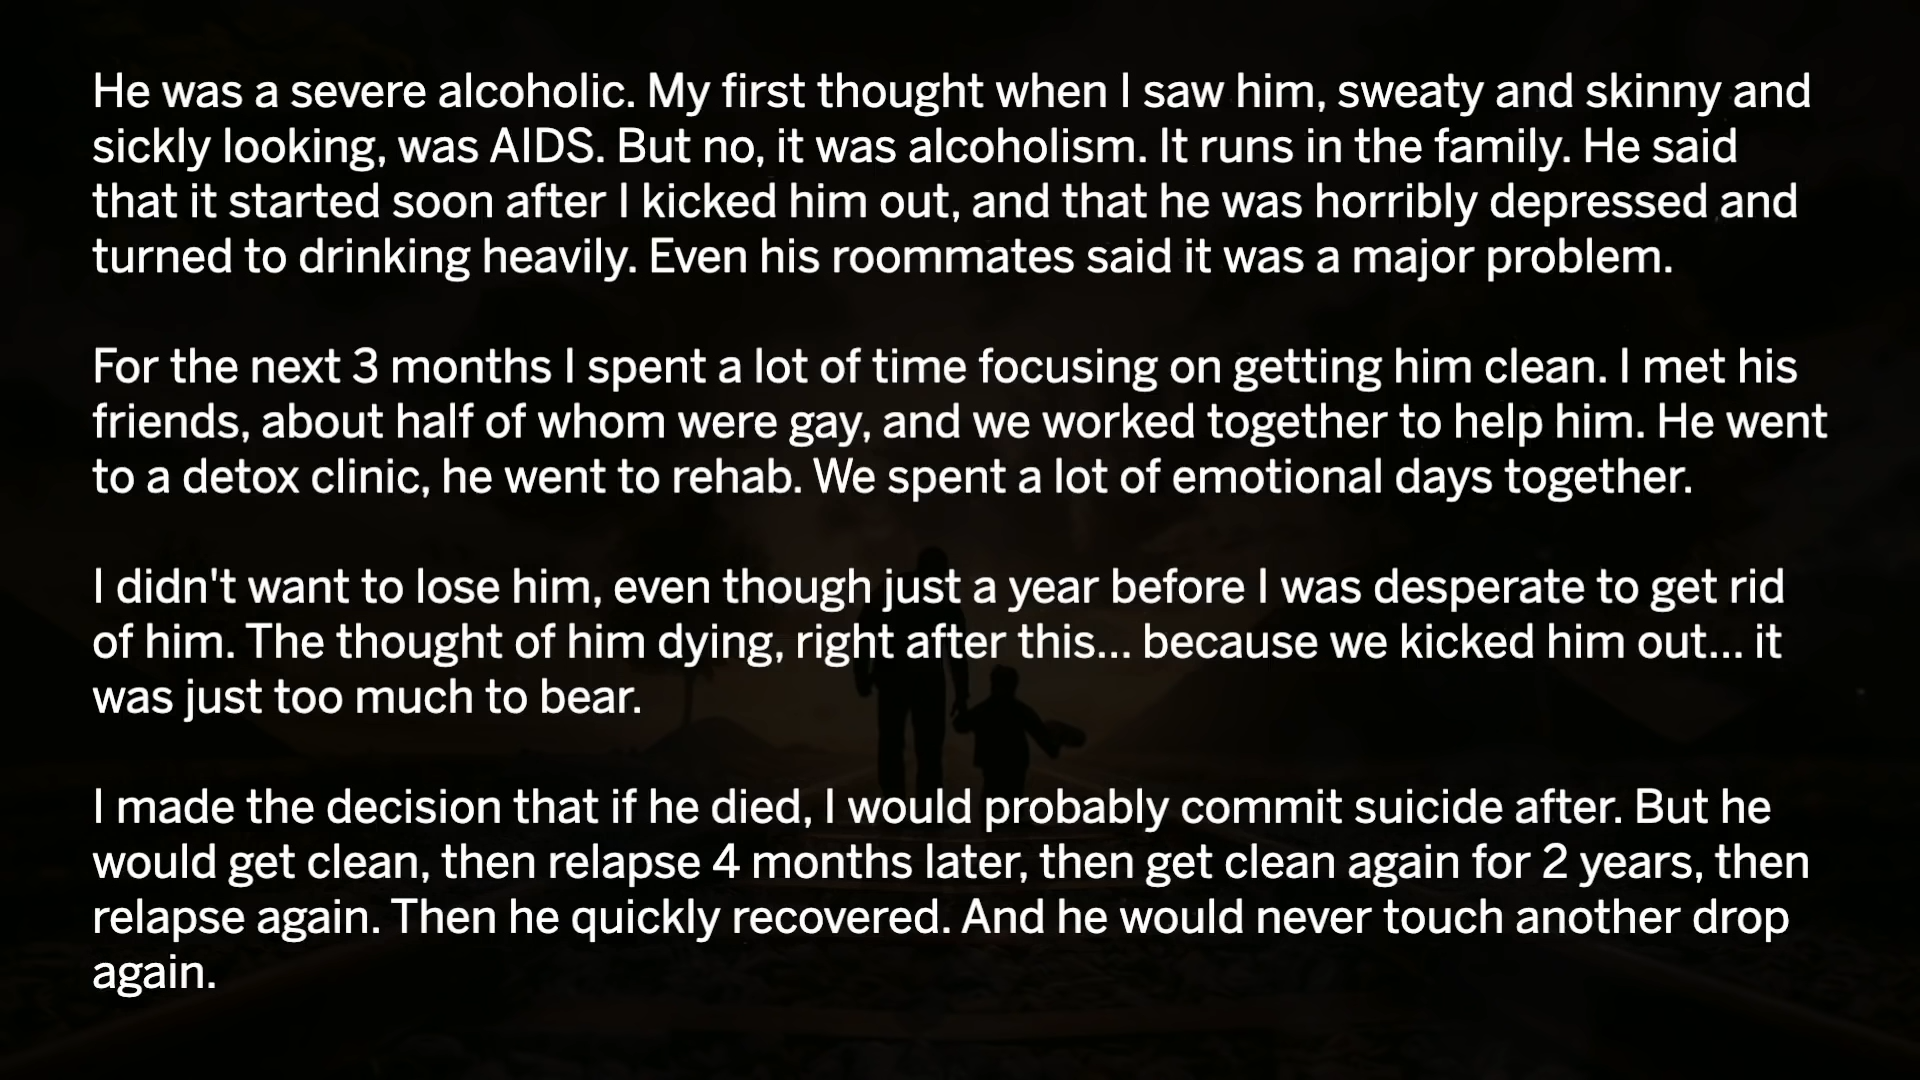 He was a severe alcoholic. My first thought when I saw him, sweaty and skinny and
sickly looking, was AIDS. But no, it was alcoholism. It runs in the family. He said
that it started soon after I kicked him out, and that he was horribly depressed and
turned to drinking heavily. Even his roommates said it was a major problem.
For the next 3 months I spent a lot of time focusing on getting him clean. I met his
friends, about half of whom were gay, and we worked together to help him. He went
to a detox clinic, he went to rehab. We spent a lot of emotional days together.
I didn't want to lose him, even though just a year before I was desperate to get rid
of him. The thought of him dying, right after this... because we kicked him out... it
was just too much to bear.
I made the decision that if he died, I would probably commit suicide after. But he
would get clean, then relapse 4 months later, then get clean again for 2 years, then
relapse again. Then he quickly recovered. And he would never touch another drop
again.